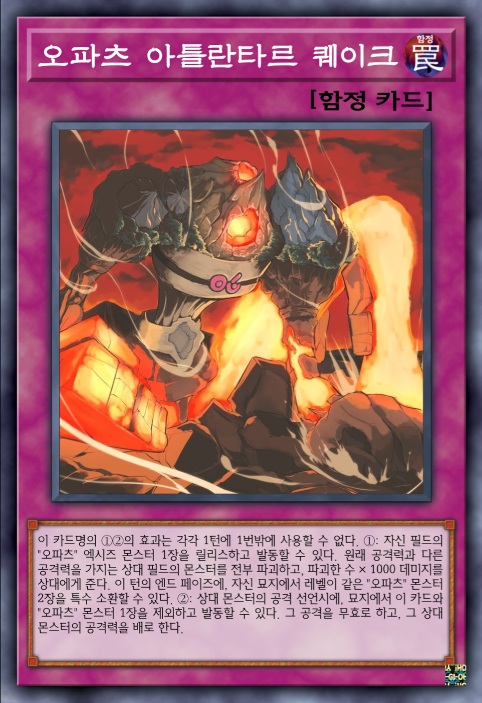 오파츠 아틀란타르 퀘이크
함정
罠
[함정 카드]
06
이 카드명의 ①②의 효과는 각각 1턴에 1번밖에 사용할 수 없다. ①: 자신 필드의
"오파츠" 엑시즈 몬스터 1장을 릴리스하고 발동할 수 있다. 원래 공격력과 다른
공격력을 가지는 상대 필드의 몬스터를 전부 파괴하고, 파괴한 수 × 1000 데미지를
상대에게 준다. 이 턴의 엔드 페이즈에, 자신 묘지에서 레벨이 같은 "오파츠" 몬스터
2장을 특수 소환할 수 있다. ②: 상대 몬스터의 공격 선언시에, 묘지에서 이 카드와
"오파츠" 몬스터 1장을 제외하고 발동할 수 있다. 그 공격을 무효로 하고, 그 상대
몬스터의 공격력을 배로 한다.